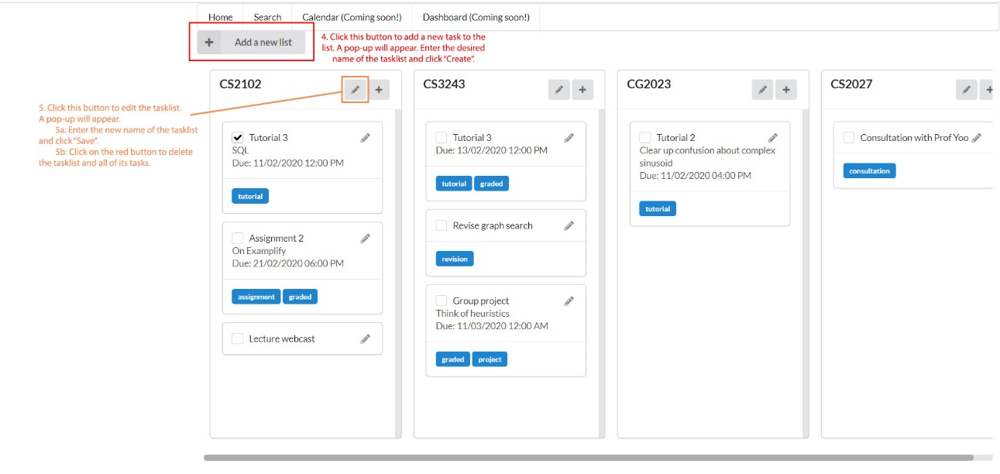 Home Search Calendar (Coming soon!) Dashboard (Coming soon!)
Add a new list
4. Click this button to add a new task to the
list. A pop-up will appear. Enter the desired
name of the tasklist and click “Create”.
5. Click this button to edit the tasklist.
A pop-up will appear.
5a: Enter the new name of the tasklist
and click “Save”.
5b: Click on the red button to delete
the tasklist and all of its tasks.
CS2102
Tutorial 3
SQL
Due: 11/02/2020 12:00 PM
tutorial
Assignment 2
On Examplify
Due: 21/02/2020 06:00 PM
assignment graded
Lecture webcast
CS3243
Tutorial 3
Due: 13/02/2020 12:00 PM
tutorial graded
Revise graph search
revision
Group project
Think of heuristics
Due: 11/03/2020 12:00 AM
graded project
CG2023
Tutorial 2
Clear up confusion about complex
sinusoid
Due: 11/02/2020 04:00 PM
tutorial
CS2027
Consultation with Prof Yoo
consultation